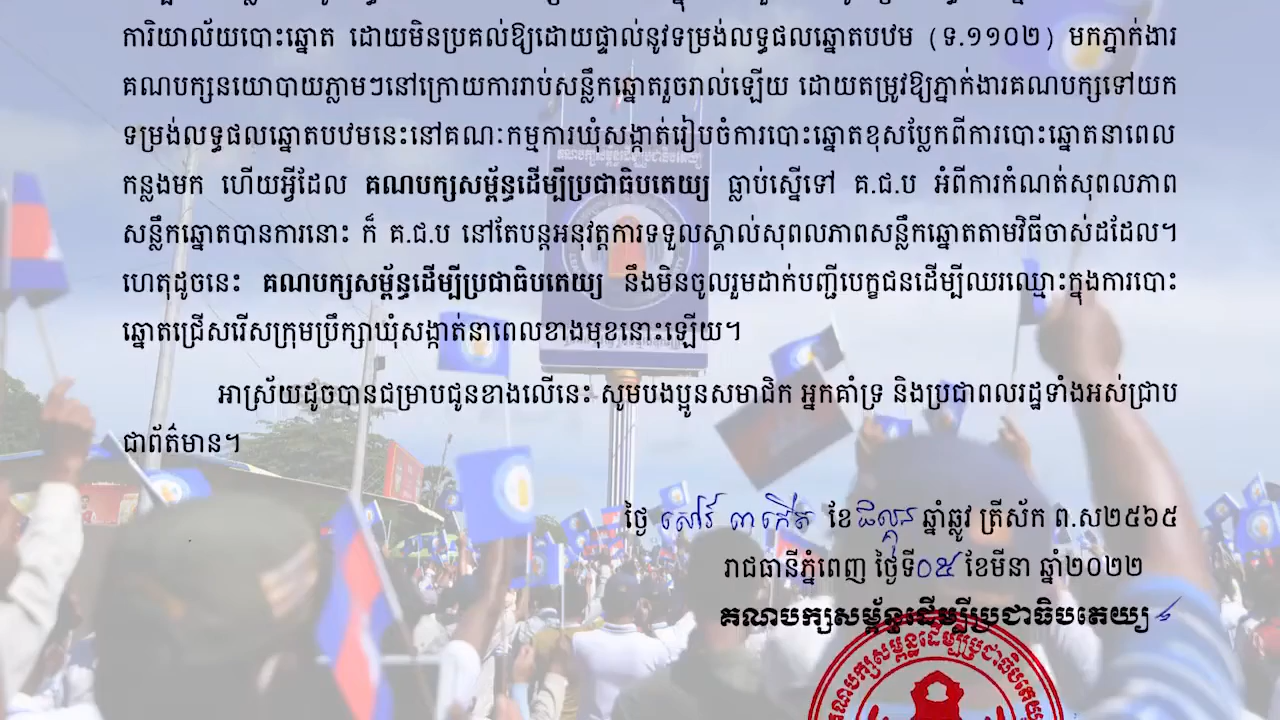 ការិយាល័យបោះឆ្នោត ដោយមិនប្រគល់ឱ្យដោយផ្ទាល់នូវទម្រង់លទ្ធផលឆ្នោតបឋម (ទ.១១០២) មកភ្នាក់ងារ
គណបក្សនយោបាយភ្លាមៗនៅក្រោយការរាប់សន្លឹកឆ្នោតរួចរាល់ឡើយ ដោយតម្រូវឱ្យភ្នាក់ងារគណបក្សទៅយក
ទម្រង់លទ្ធផលឆ្នោតបឋមនេះនៅគណៈកម្មការឃុំសង្កាត់រៀបចំការបោះឆ្នោតខុសប្លែកពីការបោះឆ្នោតនាពេល
កន្លងមក ហើយអ្វីដែល គណបក្សសម្ព័ន្ធដើម្បីប្រជាធិបតេយ្យ ធ្លាប់ស្នើទៅ គ.ជ.ប អំពីការកំណត់សុពលភាព
សន្លឹកឆ្នោតបានការនោះ ក៏ គ.ជ.ប នៅតែបន្តអនុវត្តការទទួលស្គាល់សុពលភាពសន្លឹកឆ្នោតតាមវិធីចាស់ដដែល។
ហេតុដូចនេះ គណបក្សសម្ព័ន្ធដើម្បីប្រជាធិបតេយ្យ នឹងមិនចូលរួមដាក់បញ្ជីបេក្ខជនដើម្បីឈរឈ្មោះក្នុងការបោះ
ឆ្នោតជ្រើសរើសក្រុមប្រឹក្សាឃុំសង្កាត់នាពេលខាងមុខនោះឡើយ។
អាស្រ័យដូចបានជម្រាបជូនខាងលើនេះ សូមបងប្អូនសមាជិក អ្នកគាំទ្រ និងប្រជាពលរដ្ឋទាំងអស់ជ្រាប
ជាព័ត៌មាន។
ថ្ងៃ សៅរ៍ ៣កើត ខែ ផល្គុន ឆ្នាំឆ្លូវ ត្រីស័ក ព.ស២៥៦៥
រាជធានីភ្នំពេញ ថ្ងៃទី០៥ ខែមីនា ឆ្នាំ២០២២
គណបក្សសម្ព័ន្ធដើម្បីប្រជាធិបតេយ្យ
គណបក្សសម្ព័ន្ធដើម្បីប្រជាធិបតេយ្យ